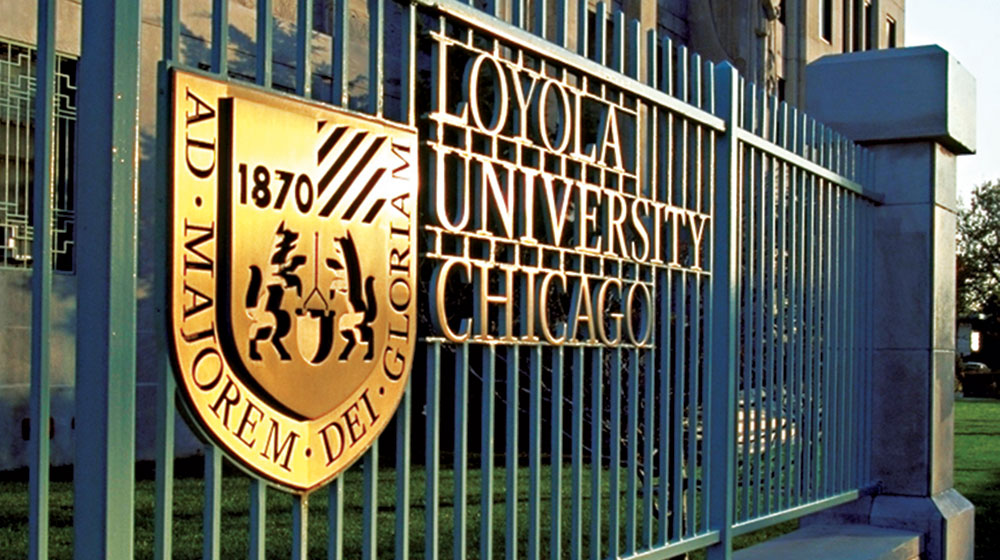 AD · MAJOREM · DEI · GLORIAM
1870
LOYOLA
UNIVERSITY
CHICAGO